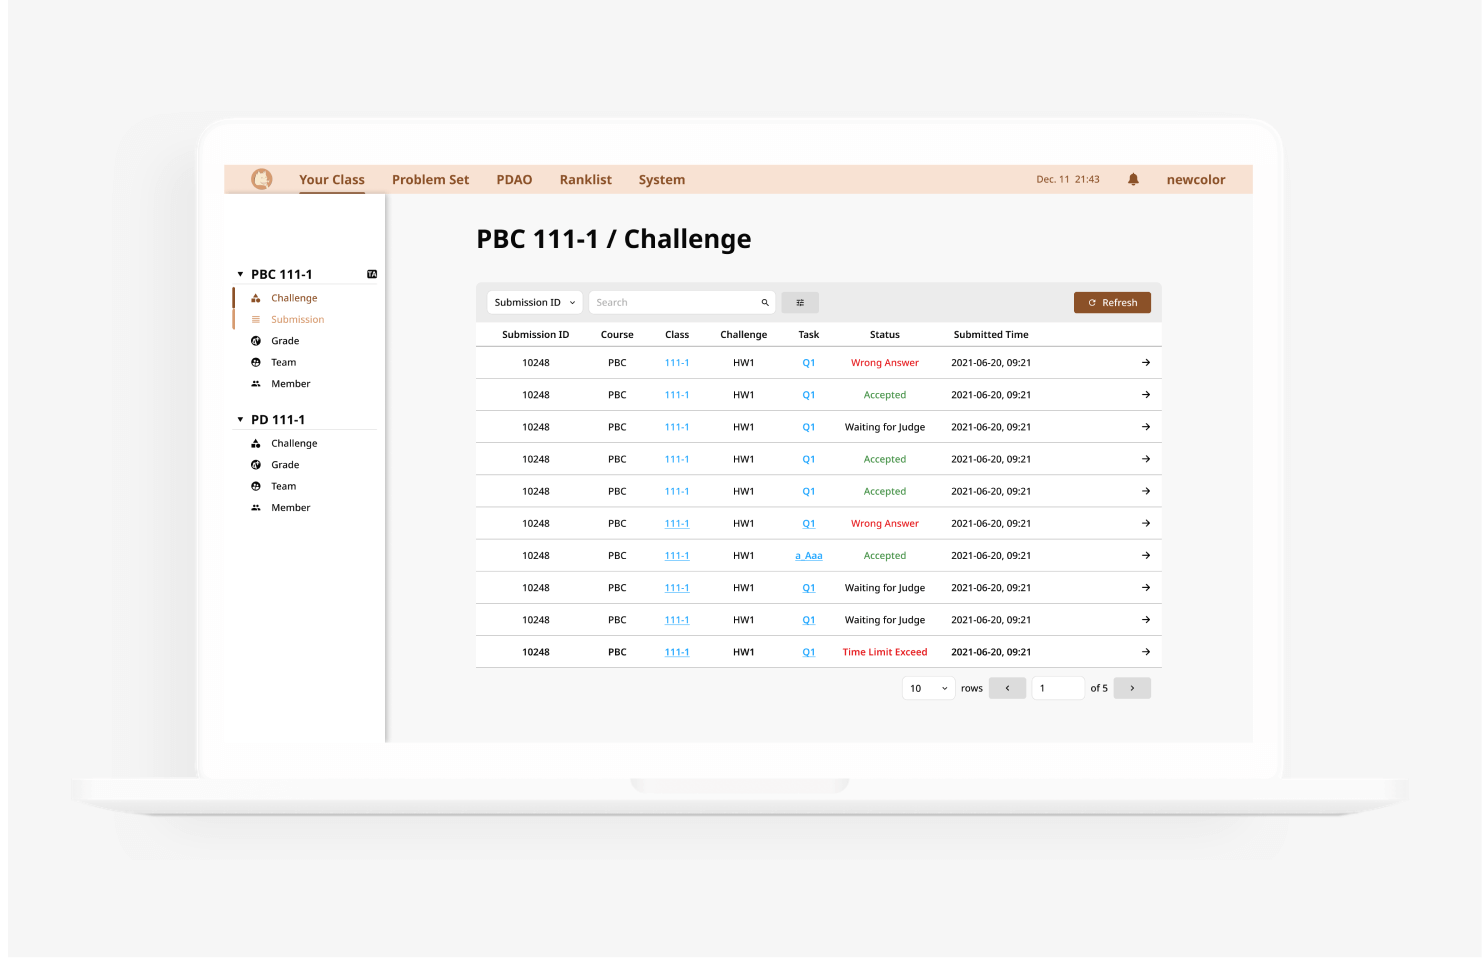 Your Class Problem Set PDAO Ranklist System Dec. 11 21:43 newcolor
PBC 111-1 TA
Challenge
Submission
Grade
Team
Member
PD 111-1
Challenge
Grade
Team
Member
PBC 111-1 / Challenge
Submission ID Search Refresh
Submission ID Course Class Challenge Task Status Submitted Time
10248 PBC 111-1 HW1 Q1 Wrong Answer 2021-06-20, 09:21
10248 PBC 111-1 HW1 Q1 Accepted 2021-06-20, 09:21
10248 PBC 111-1 HW1 Q1 Waiting for Judge 2021-06-20, 09:21
10248 PBC 111-1 HW1 Q1 Accepted 2021-06-20, 09:21
10248 PBC 111-1 HW1 Q1 Accepted 2021-06-20, 09:21
10248 PBC 111-1 HW1 Q1 Wrong Answer 2021-06-20, 09:21
10248 PBC 111-1 HW1 a_Aaa Accepted 2021-06-20, 09:21
10248 PBC 111-1 HW1 Q1 Waiting for Judge 2021-06-20, 09:21
10248 PBC 111-1 HW1 Q1 Waiting for Judge 2021-06-20, 09:21
10248 PBC 111-1 HW1 Q1 Time Limit Exceed 2021-06-20, 09:21
10 rows 1 of 5